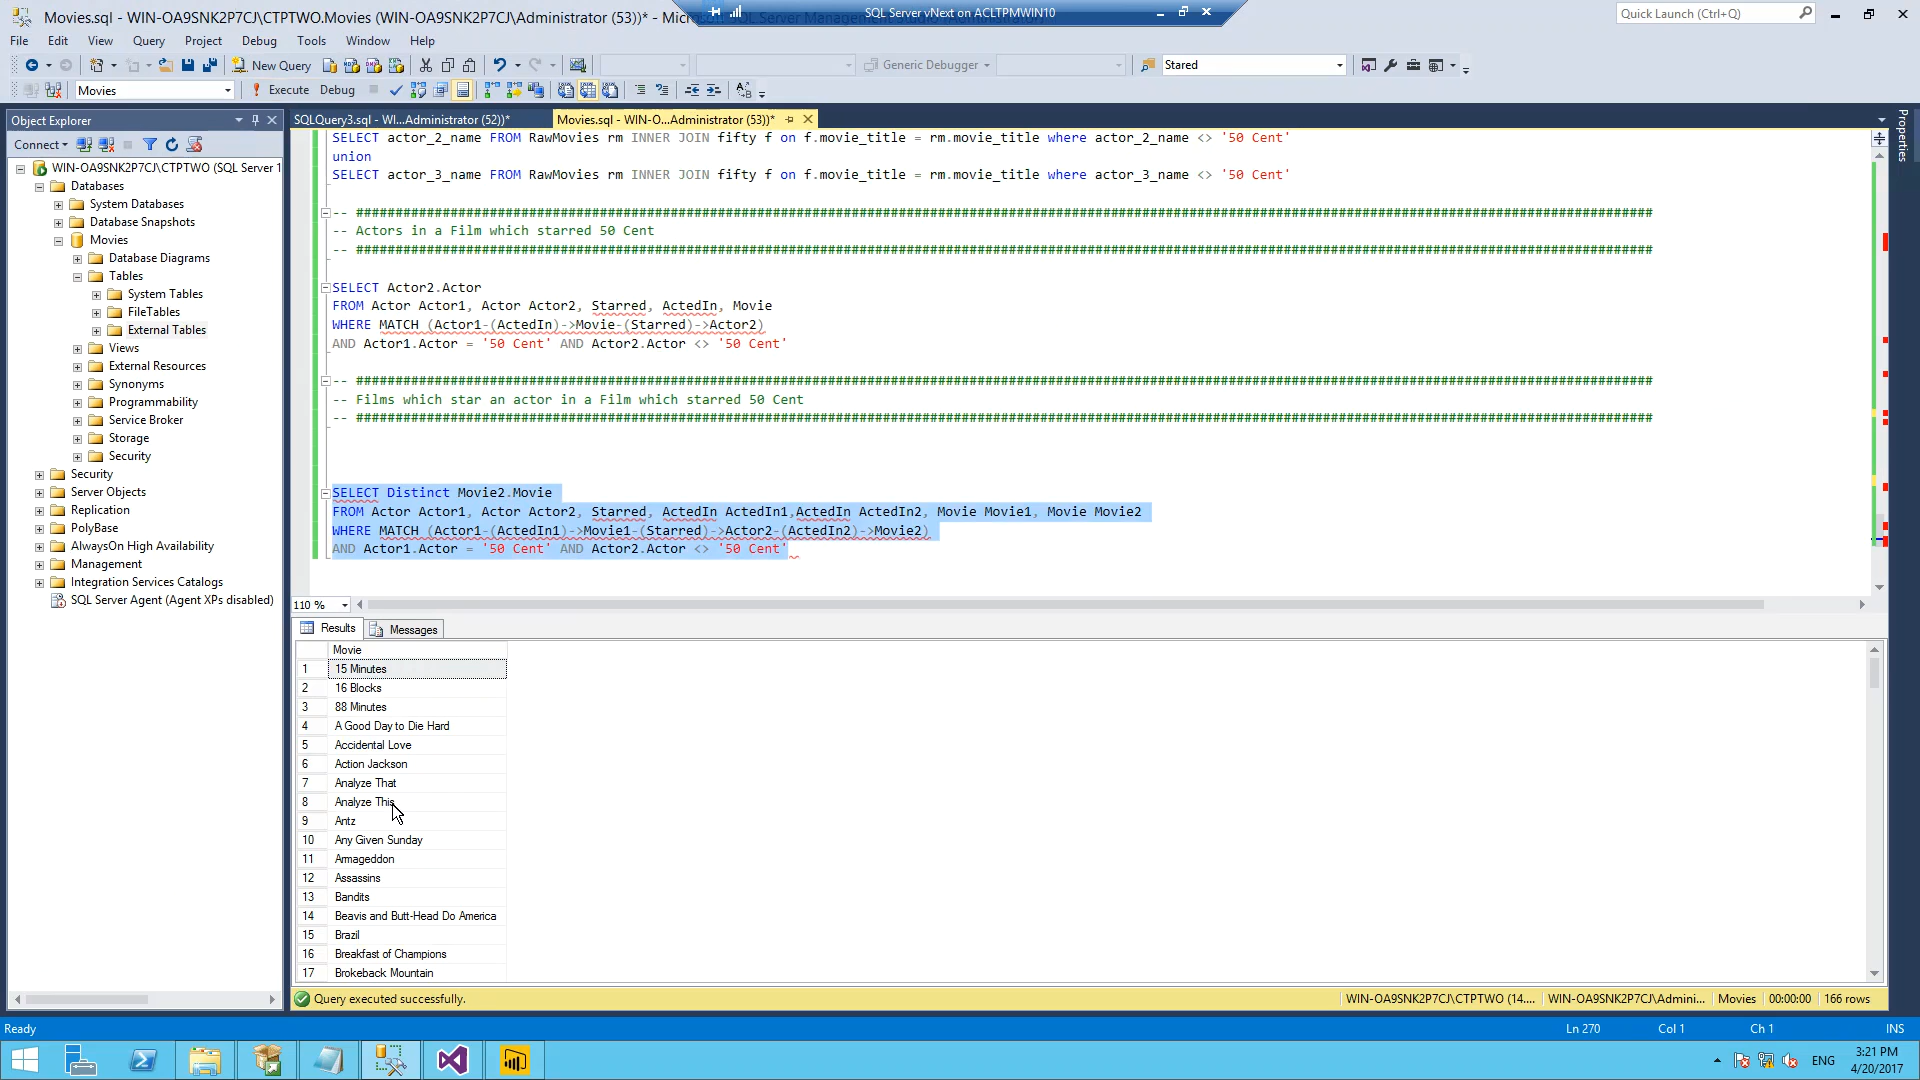 Movies.sql - WIN-OA9SNK2P7CJ\CTPTWO.Movies (WIN-OA9SNK2P7CJ\Administrator (53))* - Micros
SQL Server vNext on ACLTPMWIN10
Quick Launch (Ctrl+Q)
File Edit View Query Project Debug Tools Window Help
New Query
Generic Debugger
Stared
Movies
Execute Debug
Object Explorer
SQLQuery3.sql - WI...Administrator (52))*
Movies.sql - WIN-O...Administrator (53))*
Properties
Connect
WIN-OA9SNK2P7CJ\CTPTWO (SQL Server 1
Databases
System Databases
Database Snapshots
Movies
Database Diagrams
Tables
System Tables
FileTables
External Tables
Views
External Resources
Synonyms
Programmability
Service Broker
Storage
Security
Security
Server Objects
Replication
PolyBase
AlwaysOn High Availability
Management
Integration Services Catalogs
SQL Server Agent (Agent XPs disabled)
SELECT actor_2_name FROM RawMovies rm INNER JOIN fifty f on f.movie_title = rm.movie_title where actor_2_name <> '50 Cent'
union
SELECT actor_3_name FROM RawMovies rm INNER JOIN fifty f on f.movie_title = rm.movie_title where actor_3_name <> '50 Cent'
-- Actors in a Film which starred 50 Cent
SELECT Actor2.Actor
FROM Actor Actor1, Actor Actor2, Starred, ActedIn, Movie
WHERE MATCH (Actor1-(ActedIn)->Movie-(Starred)->Actor2)
AND Actor1.Actor = '50 Cent' AND Actor2.Actor <> '50 Cent'
-- Films which star an actor in a Film which starred 50 Cent
SELECT Distinct Movie2.Movie
FROM Actor Actor1, Actor Actor2, Starred, ActedIn ActedIn1,ActedIn ActedIn2, Movie Movie1, Movie Movie2
WHERE MATCH (Actor1-(ActedIn1)->Movie1-(Starred)->Actor2-(ActedIn2)->Movie2)
AND Actor1.Actor = '50 Cent' AND Actor2.Actor <> '50 Cent'
110 %
Results Messages
Movie
1 15 Minutes
2 16 Blocks
3 88 Minutes
4 A Good Day to Die Hard
5 Accidental Love
6 Action Jackson
7 Analyze That
8 Analyze This
9 Antz
10 Any Given Sunday
11 Armageddon
12 Assassins
13 Bandits
14 Beavis and Butt-Head Do America
15 Brazil
16 Breakfast of Champions
17 Brokeback Mountain
Query executed successfully.
WIN-OA9SNK2P7CJ\CTPTWO (14.... WIN-OA9SNK2P7CJ\Admini... Movies 00:00:00 166 rows
Ready
Ln 270 Col 1 Ch 1 INS
ENG
3:21 PM
4/20/2017